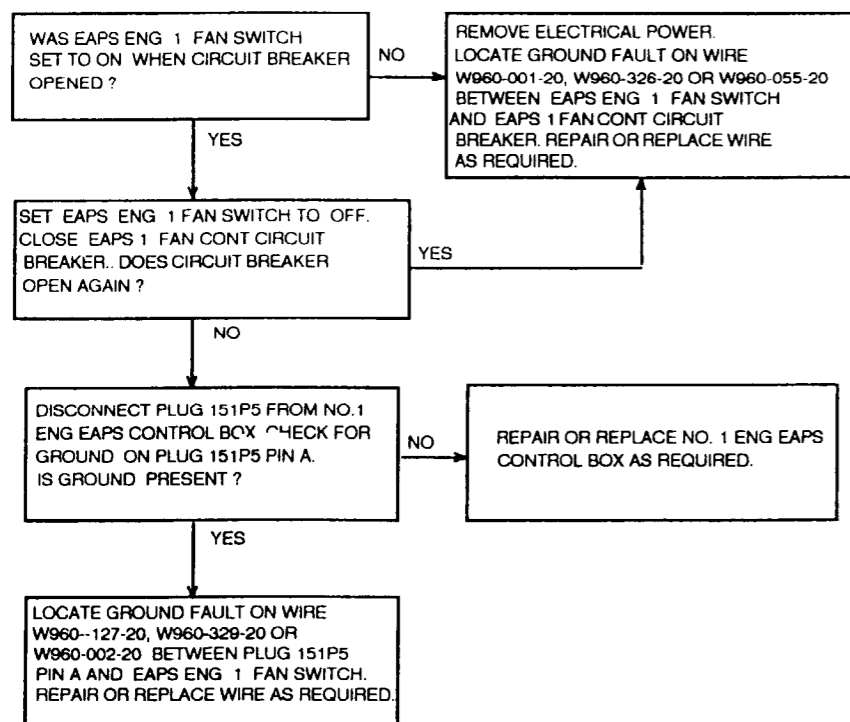 WAS EAPS ENG 1 FAN SWITCH
SET TO ON WHEN CIRCUIT BREAKER
OPENED ?
NO
REMOVE ELECTRICAL POWER.
LOCATE GROUND FAULT ON WIRE
W960-001-20, W960-326-20 OR W960-055-20
BETWEEN EAPS ENG 1 FAN SWITCH
AND EAPS 1 FAN CONT CIRCUIT
BREAKER. REPAIR OR REPLACE WIRE
AS REQUIRED.
YES
SET EAPS ENG 1 FAN SWITCH TO OFF.
CLOSE EAPS 1 FAN CONT CIRCUIT
BREAKER.. DOES CIRCUIT BREAKER
OPEN AGAIN ?
YES
NO
DISCONNECT PLUG 151P5 FROM NO.1
ENG EAPS CONTROL BOX CHECK FOR
GROUND ON PLUG 151P5 PIN A.
IS GROUND PRESENT ?
NO
REPAIR OR REPLACE NO. 1 ENG EAPS
CONTROL BOX AS REQUIRED.
YES
LOCATE GROUND FAULT ON WIRE
W960--127-20, W960-329-20 OR
W960-002-20 BETWEEN PLUG 151P5
PIN A AND EAPS ENG 1 FAN SWITCH.
REPAIR OR REPLACE WIRE AS REQUIRED.